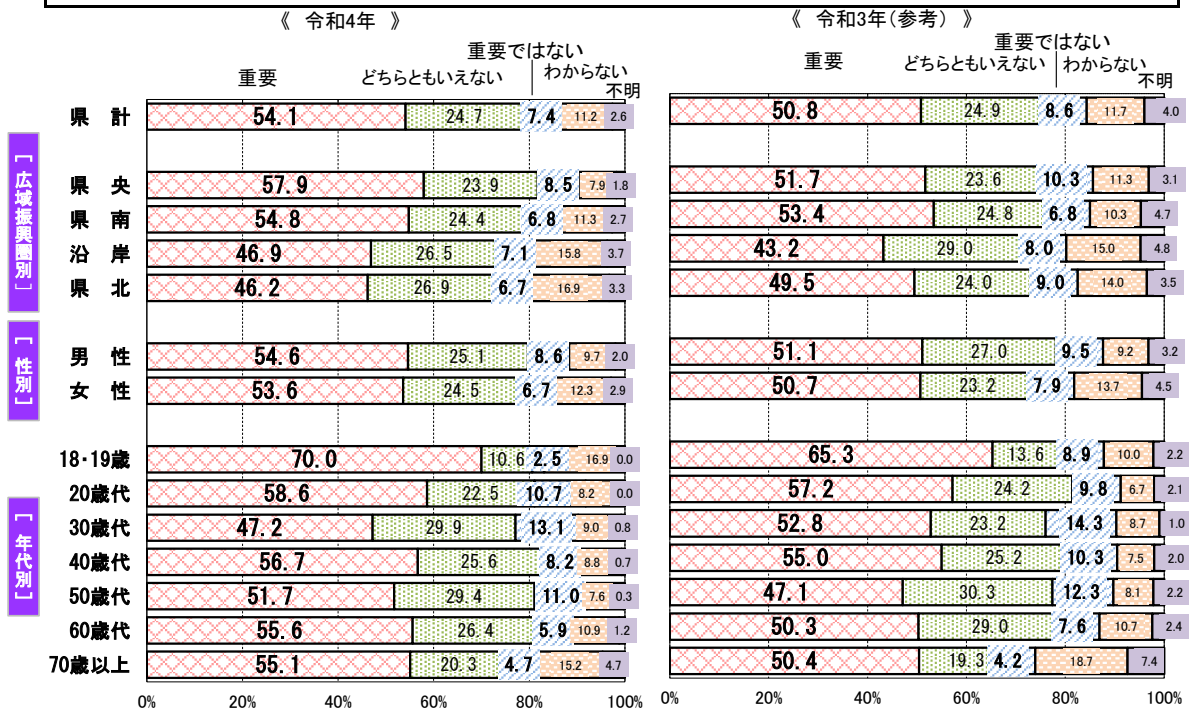 《 令和4年 》
《 令和3年(参考) 》
重要
どちらともいえない
重要ではない
わからない
不明
重要
どちらともいえない
重要ではない
わからない
不明
県 計 54.1 24.7 7.4 11.2 2.6 50.8 24.9 8.6 11.7 4.0
[広域振興圏別]
県 央 57.9 23.9 8.5 7.9 1.8 51.7 23.6 10.3 11.3 3.1
県 南 54.8 24.4 6.8 11.3 2.7 53.4 24.8 6.8 10.3 4.7
沿 岸 46.9 26.5 7.1 15.8 3.7 43.2 29.0 8.0 15.0 4.8
県 北 46.2 26.9 6.7 16.9 3.3 49.5 24.0 9.0 14.0 3.5
[性別]
男 性 54.6 25.1 8.6 9.7 2.0 51.1 27.0 9.5 9.2 3.2
女 性 53.6 24.5 6.7 12.3 2.9 50.7 23.2 7.9 13.7 4.5
[年代別]
18・19歳 70.0 10.6 2.5 16.9 0.0 65.3 13.6 8.9 10.0 2.2
20歳代 58.6 22.5 10.7 8.2 0.0 57.2 24.2 9.8 6.7 2.1
30歳代 47.2 29.9 13.1 9.0 0.8 52.8 23.2 14.3 8.7 1.0
40歳代 56.7 25.6 8.2 8.8 0.7 55.0 25.2 10.3 7.5 2.0
50歳代 51.7 29.4 11.0 7.6 0.3 47.1 30.3 12.3 8.1 2.2
60歳代 55.6 26.4 5.9 10.9 1.2 50.3 29.0 7.6 10.7 2.4
70歳以上 55.1 20.3 4.7 15.2 4.7 50.4 19.3 4.2 18.7 7.4
0% 20% 40% 60% 80% 100% 0% 20% 40% 60% 80% 100%